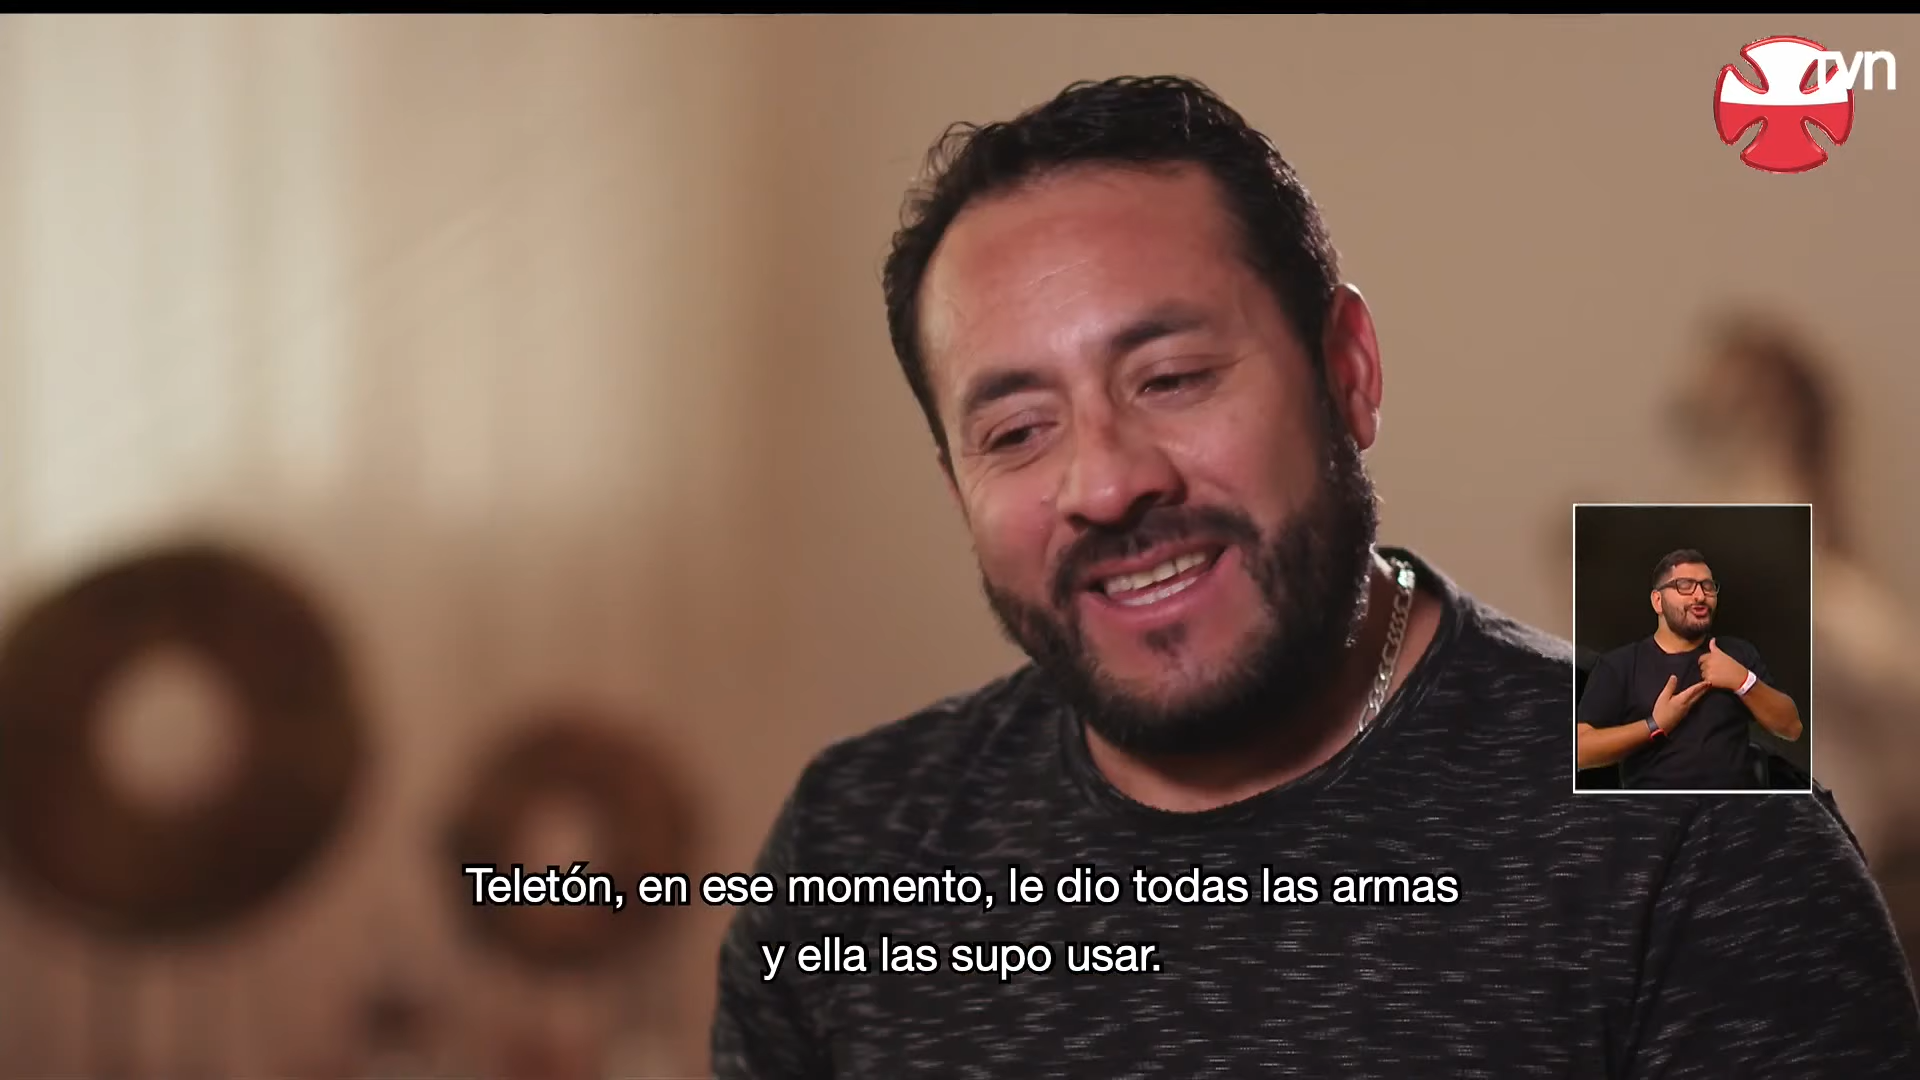 tvn
Teletón, en ese momento, le dio todas las armas
y ella las supo usar.